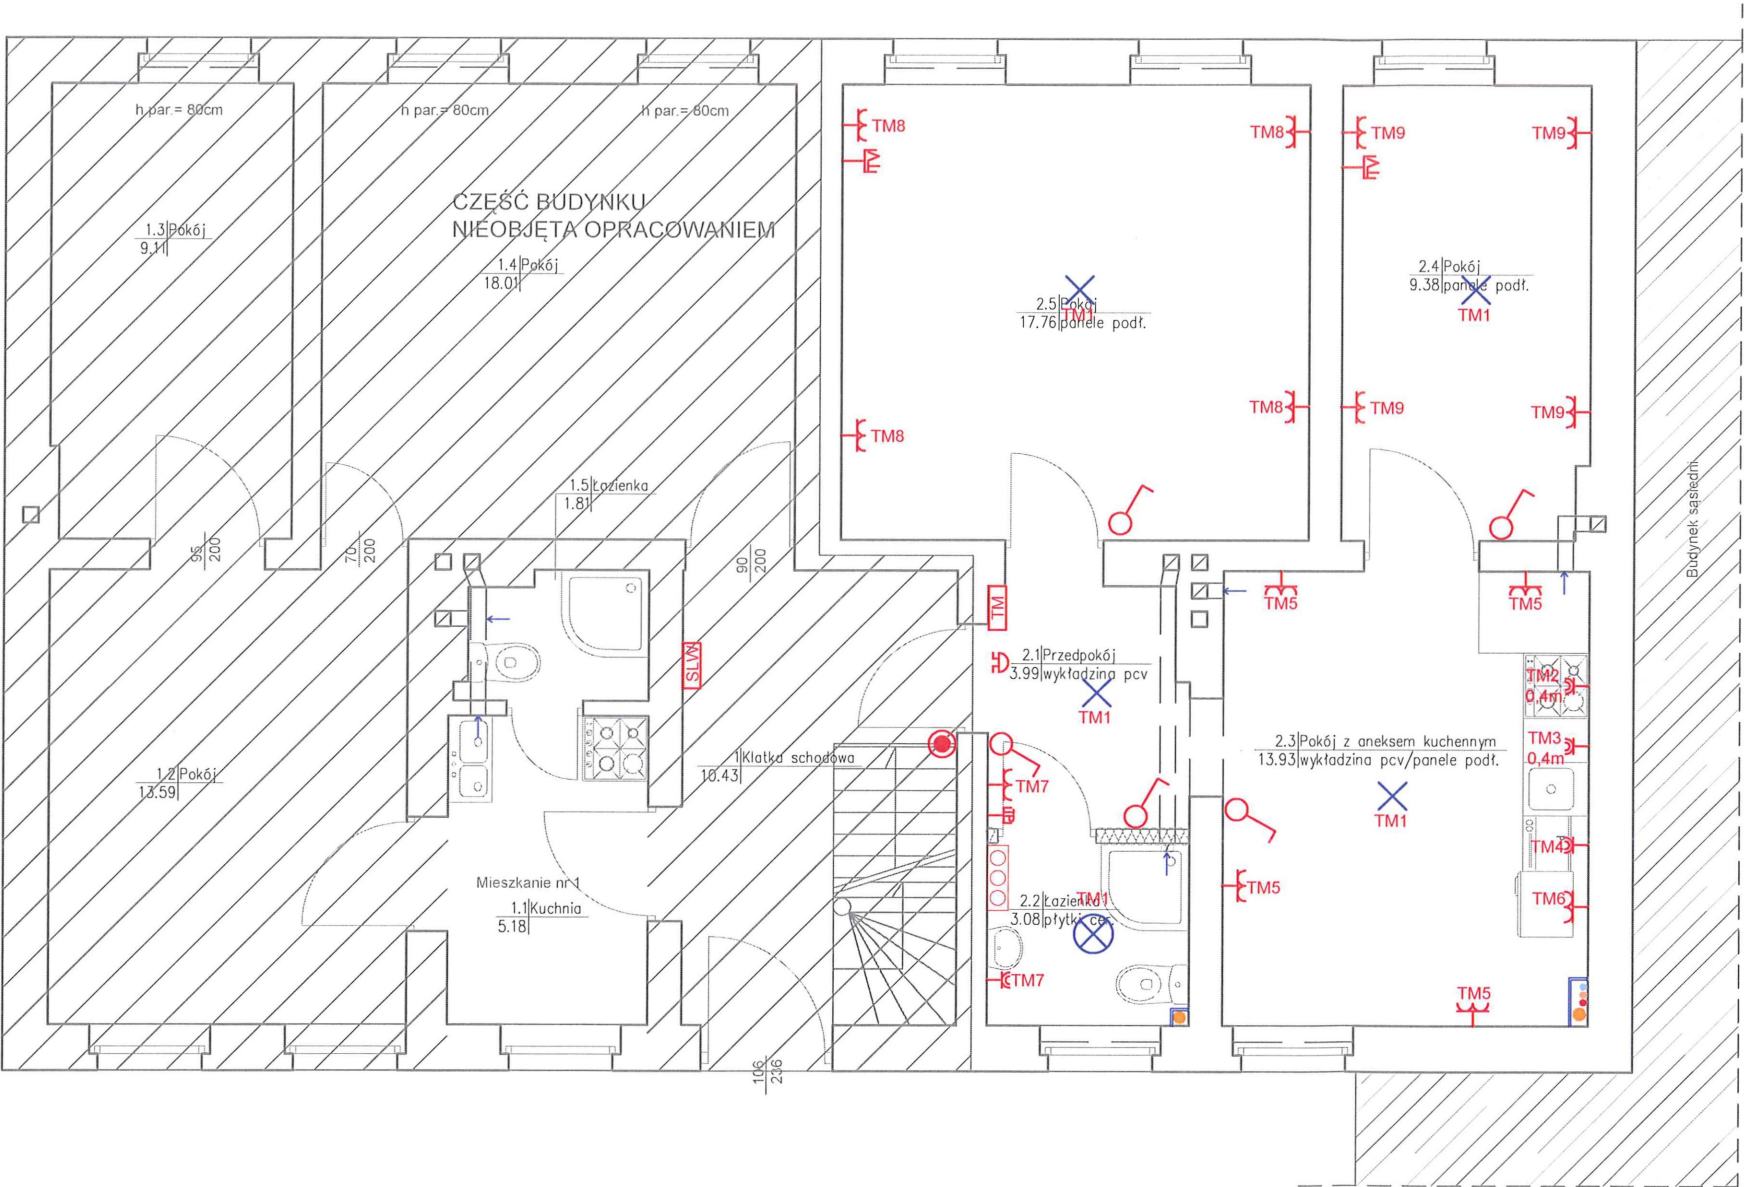 h par.= 80cm
h par.= 80cm
h par.= 80cm
TM8
TM8
TM9
TM9
TV
TV
CZĘŚĆ BUDYNKU
NIEOBJĘTA OPRACOWANIEM
1.3 Pokój
9.11
1.4 Pokój
18.01
2.5 Pokój
TM1
17.76 panele podł.
2.4 Pokój
9.38 panele podł.
TM1
TM8
TM8
TM9
TM9
1.5 Łazienka
1.81
95
200
70
200
90
200
Budynek sąsiedni
TM
TM5
TM5
SLW
2.1 Przedpokój
3.99 wykładzina pcv
TM1
TM2
0,4m
TM3
0,4m
2.3 Pokój z aneksem kuchennym
13.93 wykładzina pcv/panele podł.
TM1
1 Klatka schodowa
10.43
1.2 Pokój
13.59
TM7
TM4
TM5
TM6
Mieszkanie nr 1
1.1 Kuchnia
5.18
TM1
2.2 Łazienka
3.08 płytki cer.
TM7
TM5
106
236